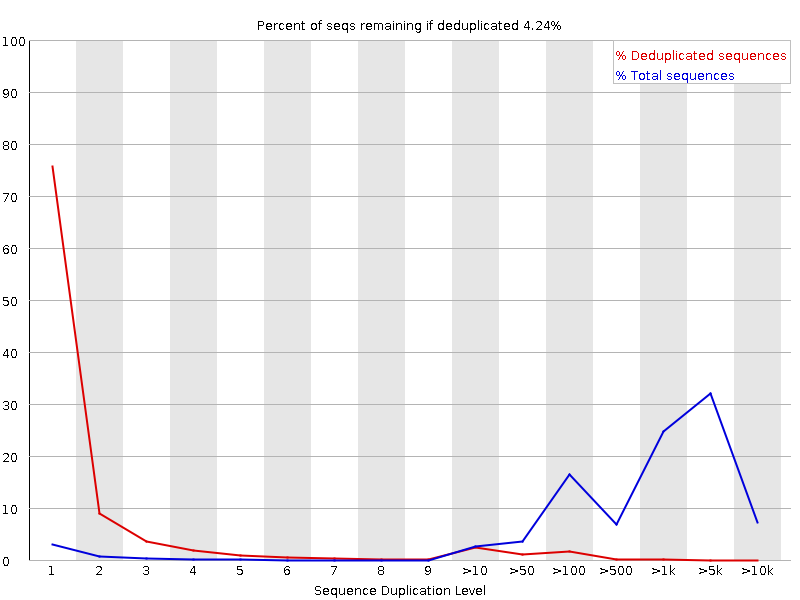 Percent of seqs remaining if deduplicated 4.24%
% Deduplicated sequences
% Total sequences
100
90
80
70
60
50
40
30
20
10
0
1 2 3 4 5 6 7 8 9 >10 >50 >100 >500 >1k >5k >10k
Sequence Duplication Level